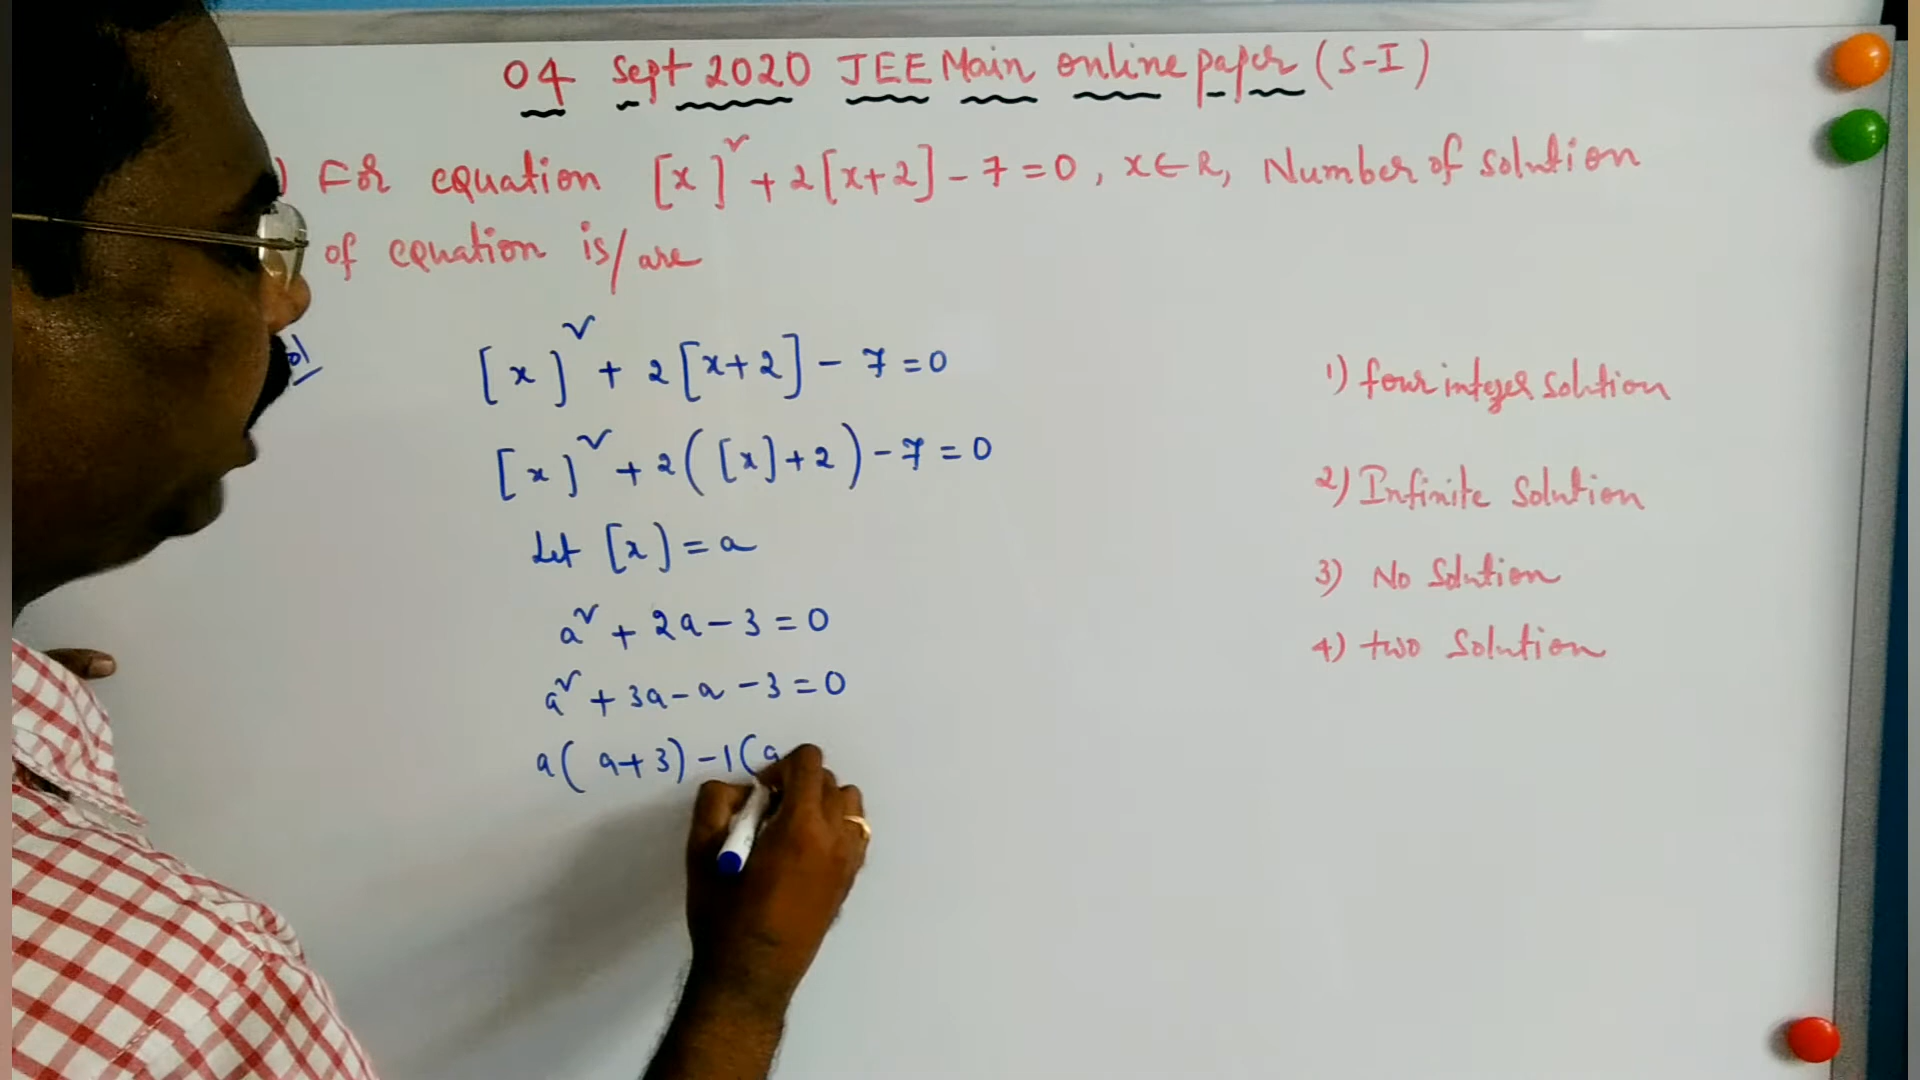 04 Sept 2020 JEE Main online paper (S-I)
) For equation [x]² + 2[x+2] - 7 = 0, x ∈ R, Number of solution
of equation is/are
[x]² + 2[x+2] - 7 = 0
[x]² + 2([x]+2) - 7 = 0
Let [x] = a
a² + 2a - 3 = 0
a² + 3a - a - 3 = 0
a(a+3) - 1(a
1) four integer solution
2) Infinite solution
3) No Solution
4) two solution